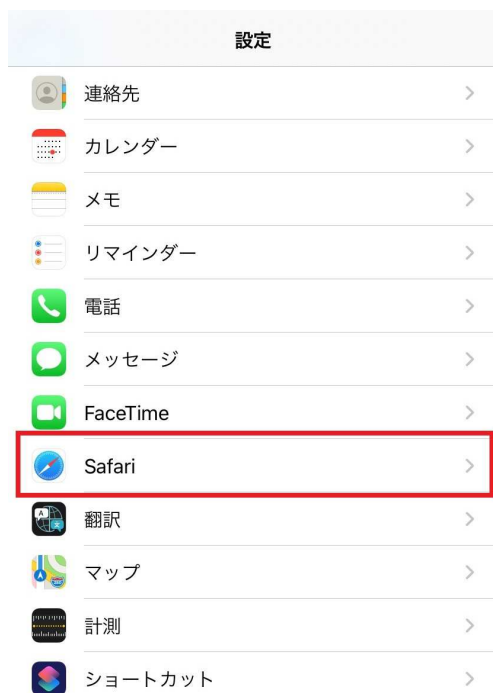 設定
連絡先
カレンダー
メモ
リマインダー
電話
メッセージ
FaceTime
Safari
翻訳
マップ
計測
ショートカット